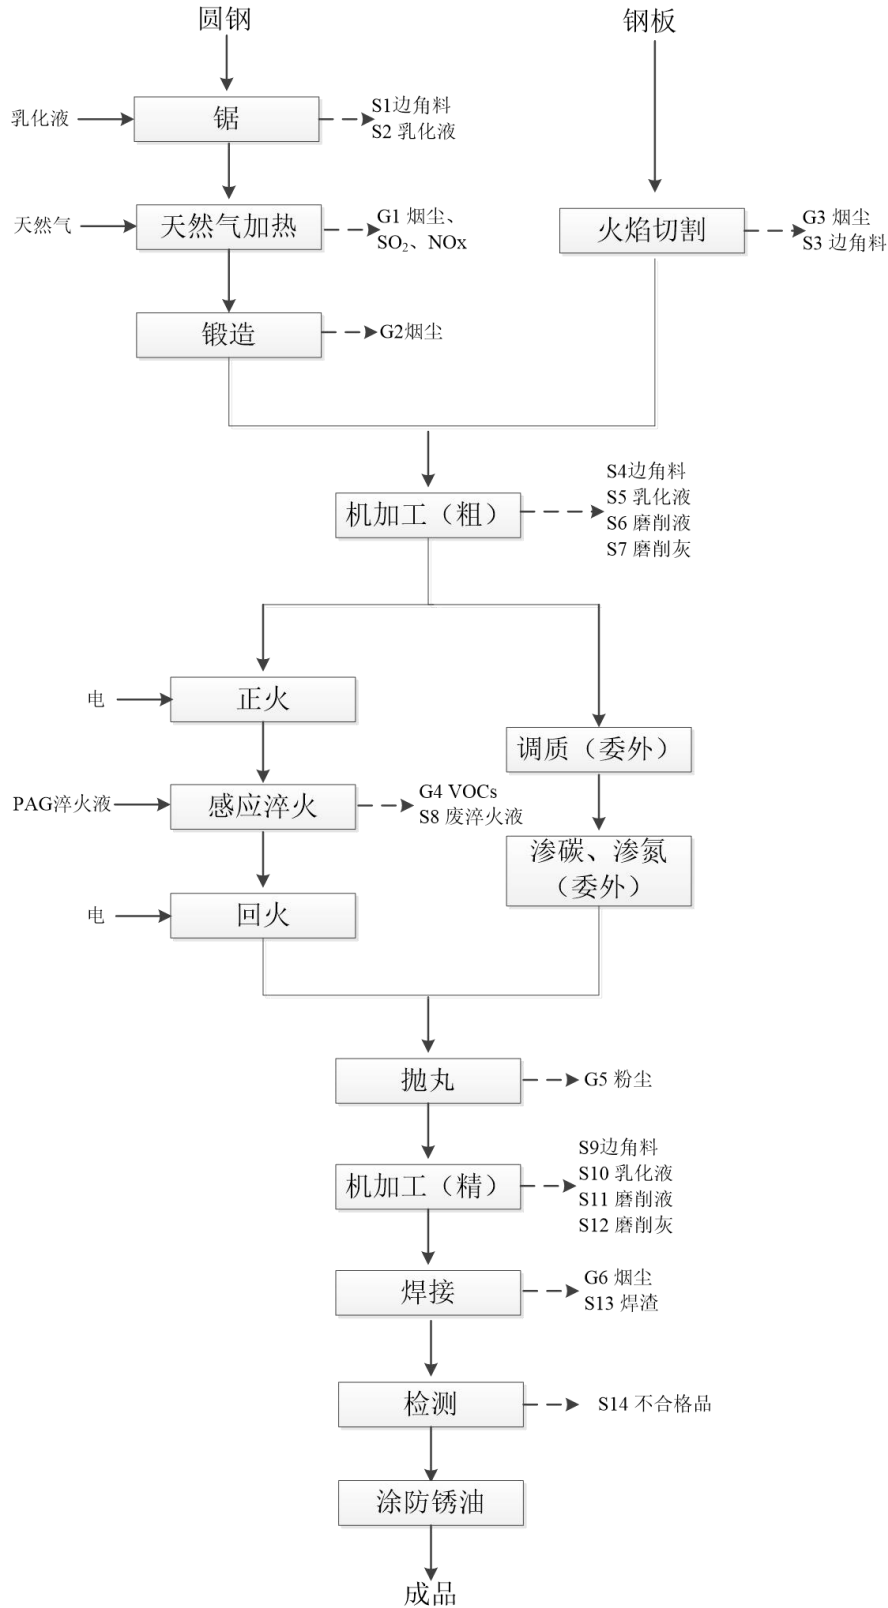 圆钢
钢板
乳化液
锯
S1边角料
S2 乳化液
天然气
天然气加热
G1 烟尘、
SO₂、NOx
火焰切割
G3 烟尘
S3 边角料
锻造
G2烟尘
机加工（粗）
S4边角料
S5 乳化液
S6 磨削液
S7 磨削灰
电
正火
调质（委外）
PAG淬火液
感应淬火
G4 VOCs
S8 废淬火液
渗碳、渗氮
（委外）
电
回火
抛丸
G5 粉尘
机加工（精）
S9边角料
S10 乳化液
S11 磨削液
S12 磨削灰
焊接
G6 烟尘
S13 焊渣
检测
S14 不合格品
涂防锈油
成品